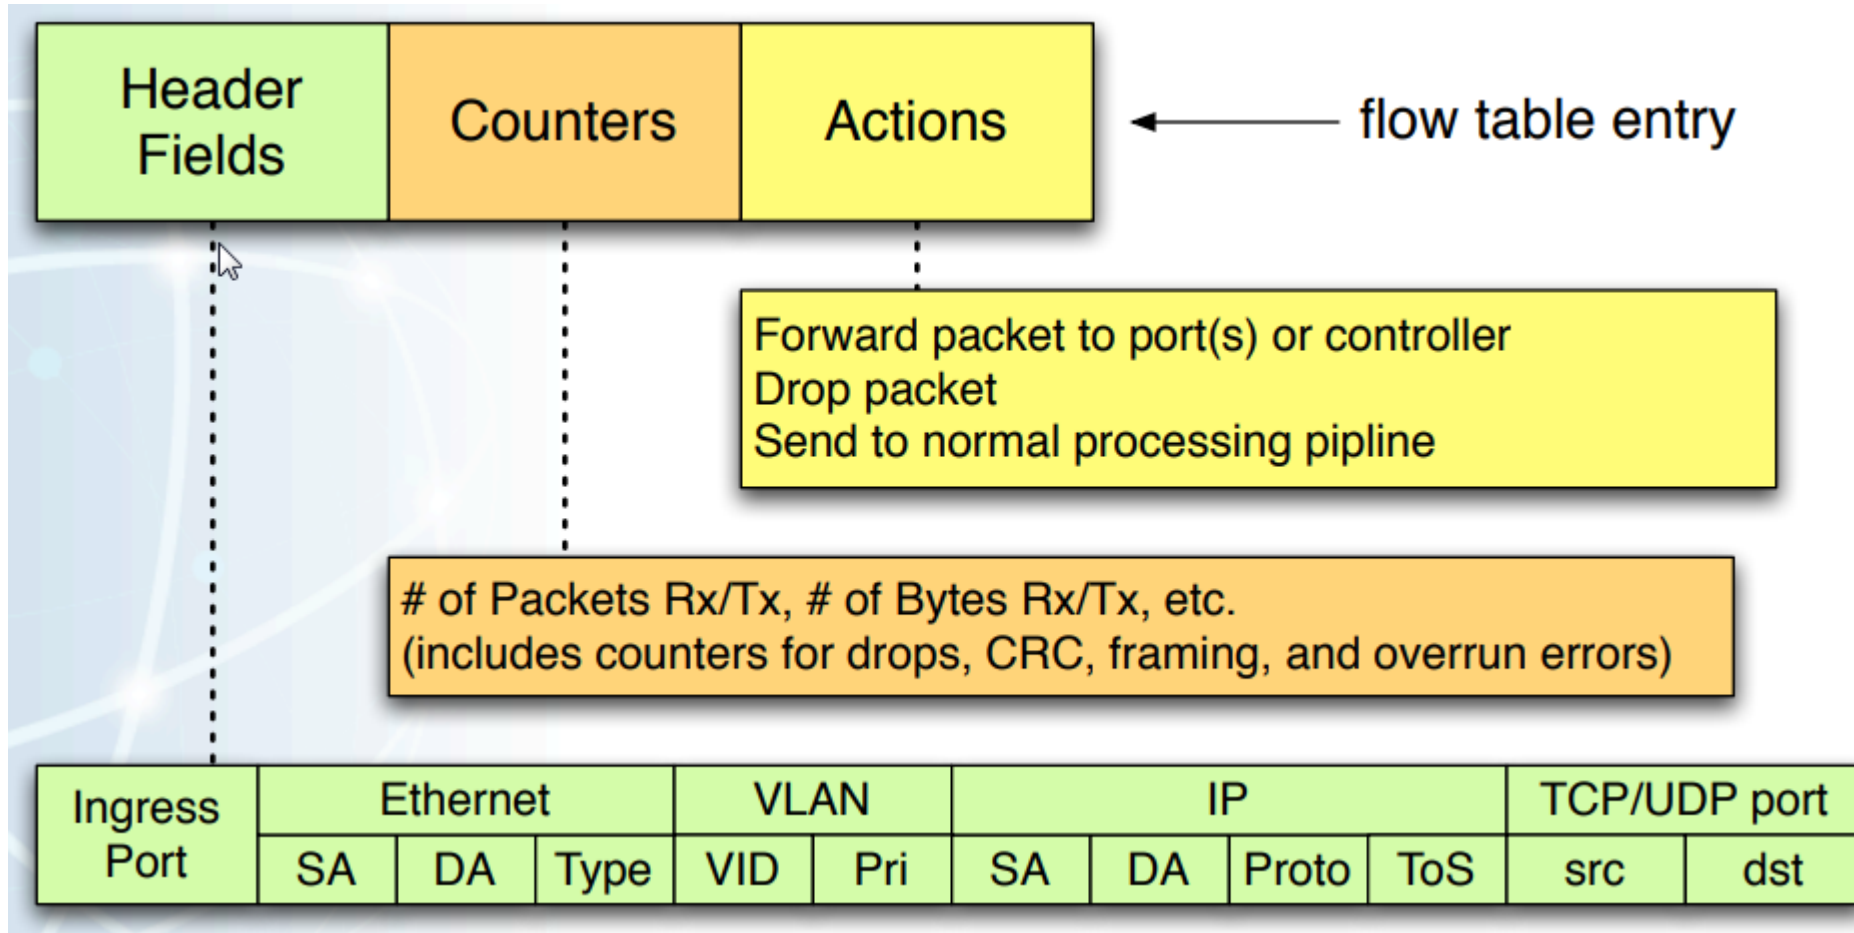 Header
Fields
Counters
Actions
flow table entry
Forward packet to port(s) or controller
Drop packet
Send to normal processing pipline
# of Packets Rx/Tx, # of Bytes Rx/Tx, etc.
(includes counters for drops, CRC, framing, and overrun errors)
Ingress
Port
Ethernet
VLAN
IP
TCP/UDP port
SA
DA
Type
VID
Pri
SA
DA
Proto
ToS
src
dst